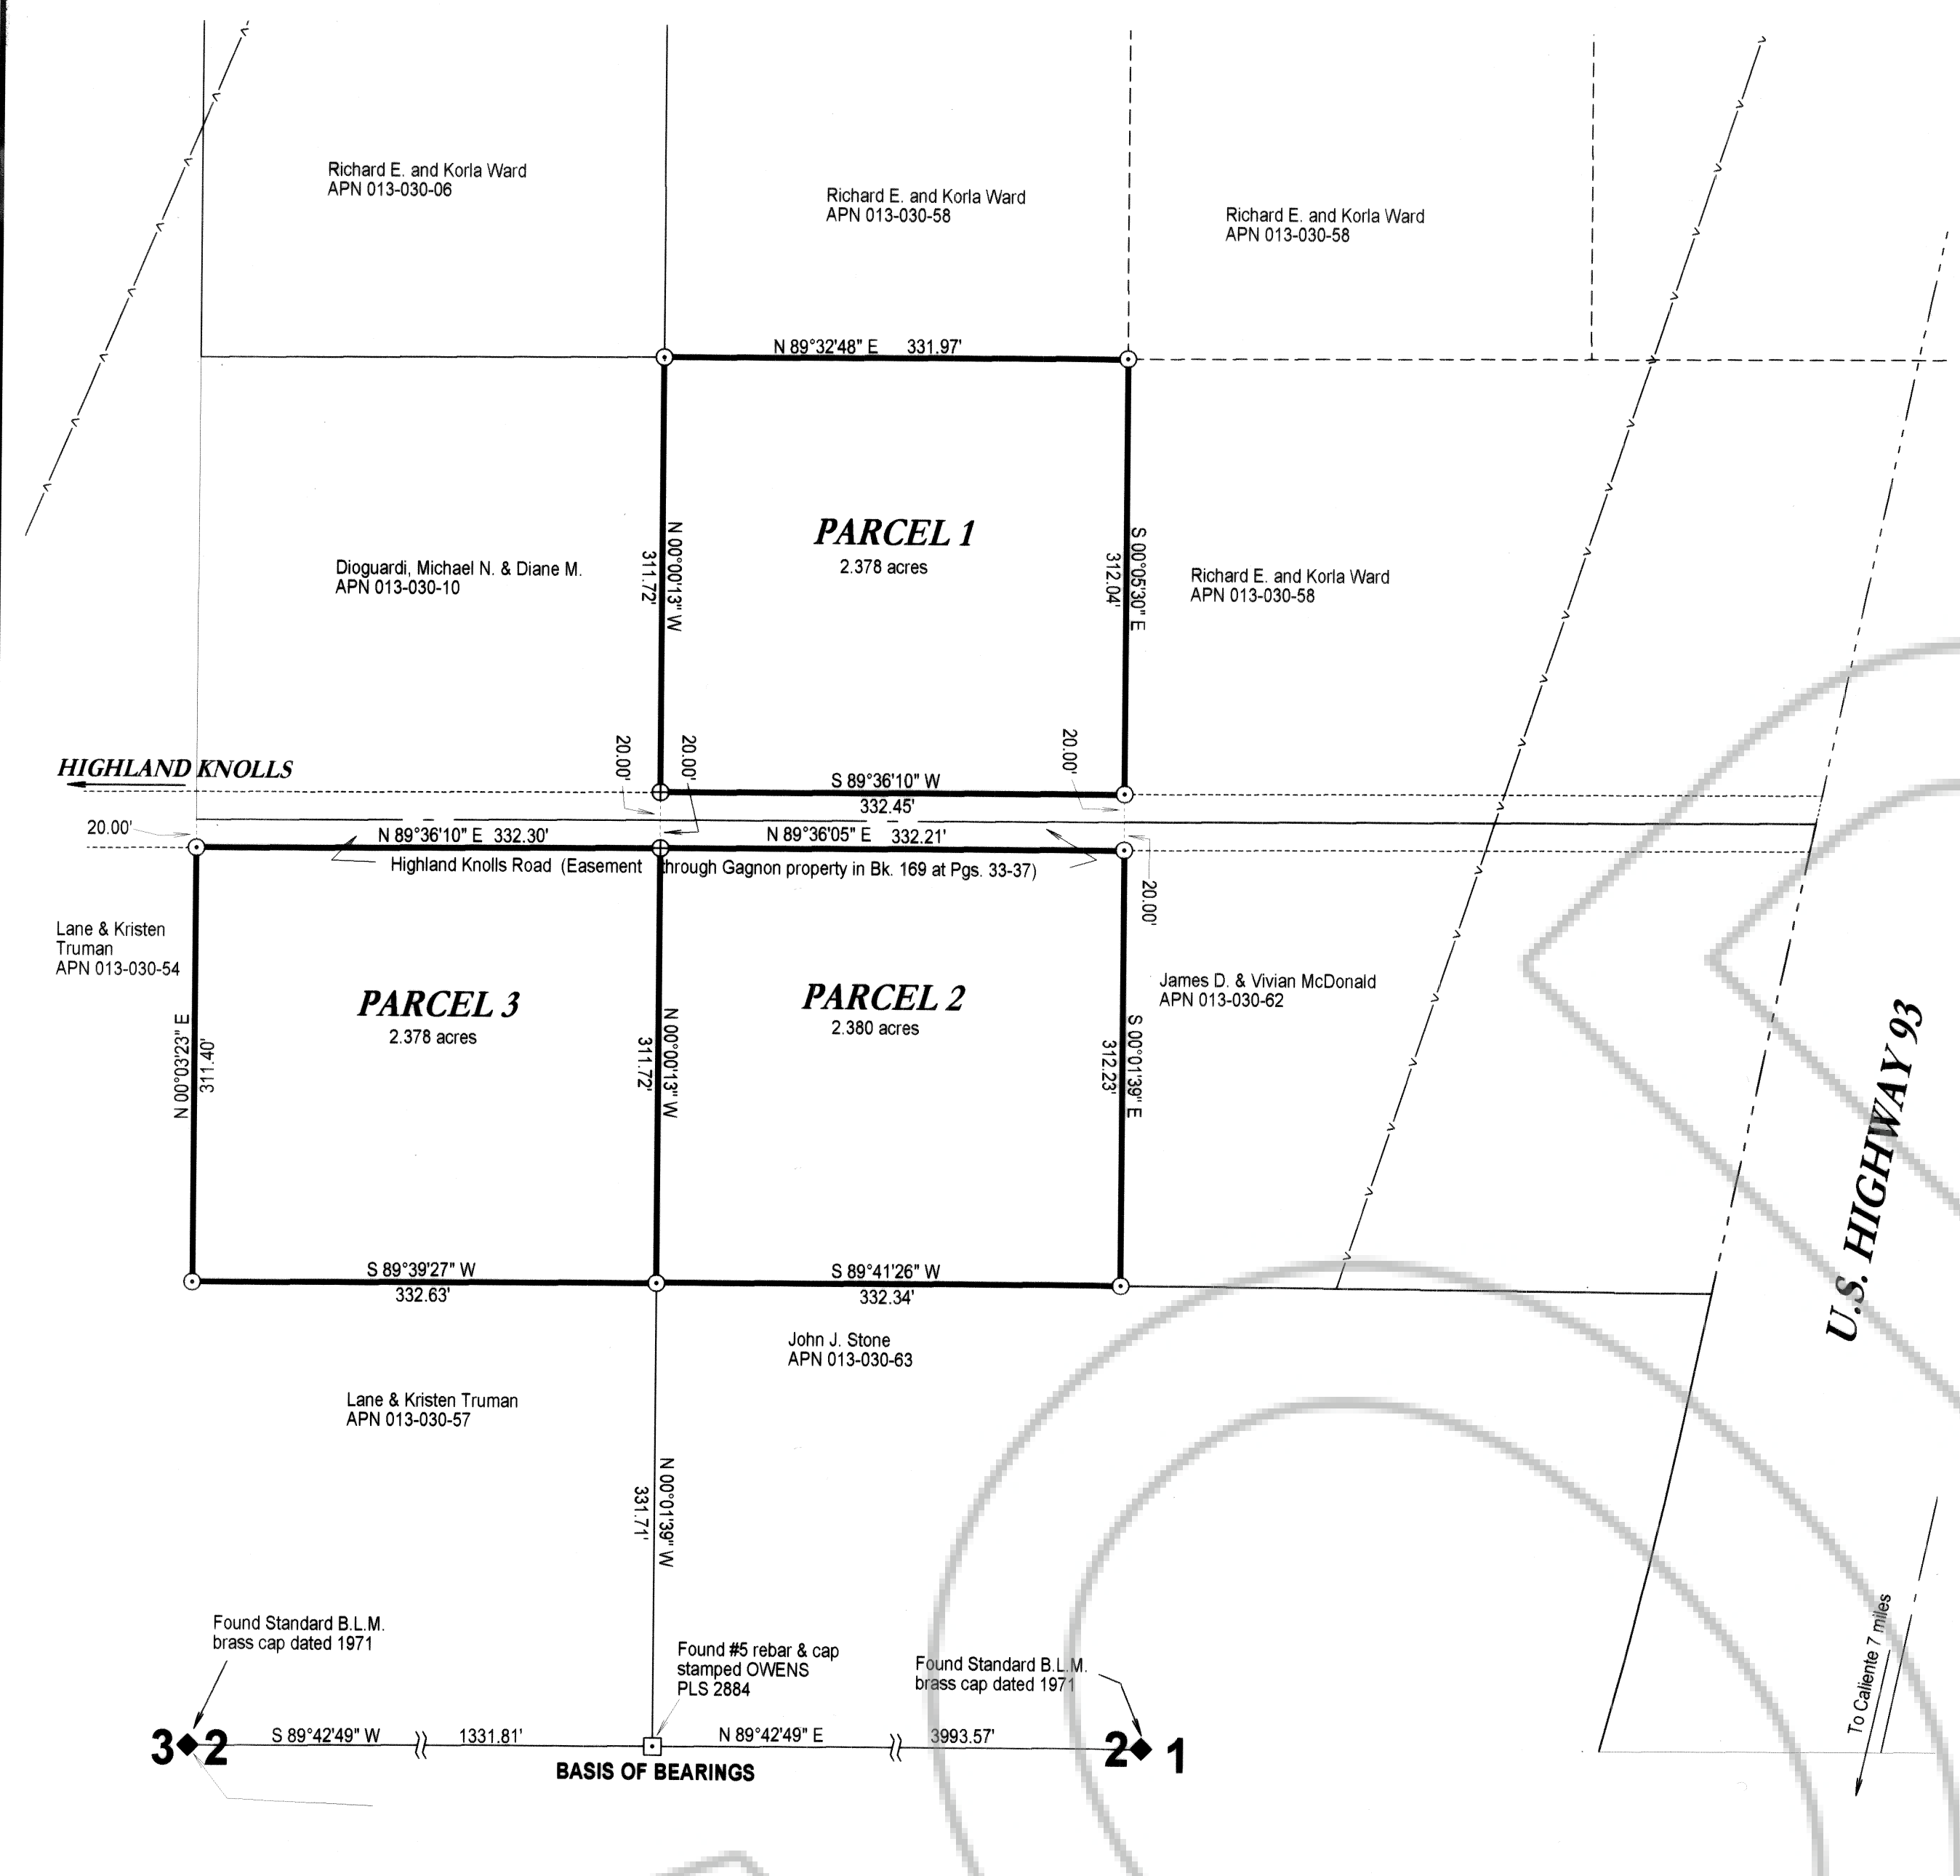 Richard E. and Korla Ward
APN 013-030-06
Richard E. and Korla Ward
APN 013-030-58
Richard E. and Korla Ward
APN 013-030-58
N 89°32'48" E 331.97'
PARCEL 1
2.378 acres
N 00°00'13" W
311.72'
S 00°05'30" E
312.04'
Dioguardi, Michael N. & Diane M.
APN 013-030-10
Richard E. and Korla Ward
APN 013-030-58
20.00'
20.00'
20.00'
HIGHLAND KNOLLS
S 89°36'10" W
332.45'
20.00'
N 89°36'10" E 332.30'
N 89°36'05" E 332.21'
Highland Knolls Road (Easement through Gagnon property in Bk. 169 at Pgs. 33-37)
20.00'
Lane & Kristen
Truman
APN 013-030-54
PARCEL 3
2.378 acres
PARCEL 2
2.380 acres
James D. & Vivian McDonald
APN 013-030-62
N 00°03'23" E
311.40'
N 00°00'13" W
311.72'
S 00°01'39" E
312.23'
U.S. HIGHWAY 93
S 89°39'27" W
332.63'
S 89°41'26" W
332.34'
John J. Stone
APN 013-030-63
Lane & Kristen Truman
APN 013-030-57
N 00°01'39" W
331.71'
Found Standard B.L.M.
brass cap dated 1971
Found #5 rebar & cap
stamped OWENS
PLS 2884
Found Standard B.L.M.
brass cap dated 1971
To Caliente 7 miles
3 2
S 89°42'49" W 1331.81'
N 89°42'49" E 3993.57'
2 1
BASIS OF BEARINGS